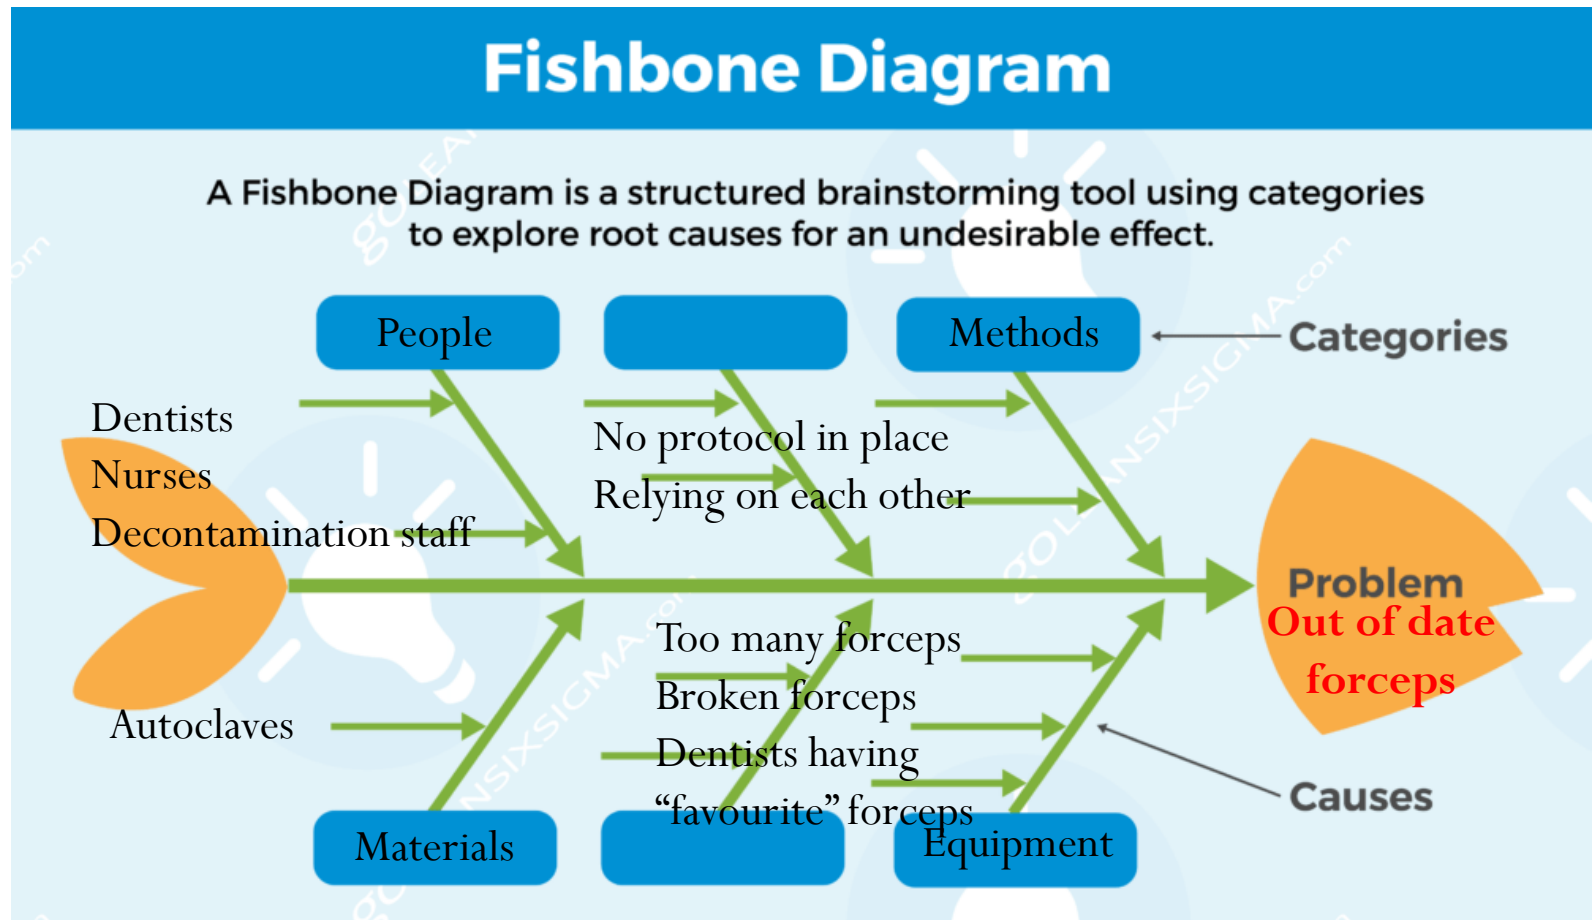 Fishbone Diagram
A Fishbone Diagram is a structured brainstorming tool using categories
to explore root causes for an undesirable effect.
People
Methods
Categories
Dentists
Nurses
Decontamination staff
No protocol in place
Relying on each other
Problem
Out of date
forceps
Too many forceps
Broken forceps
Dentists having
“favourite” forceps
Autoclaves
Causes
Materials
Equipment